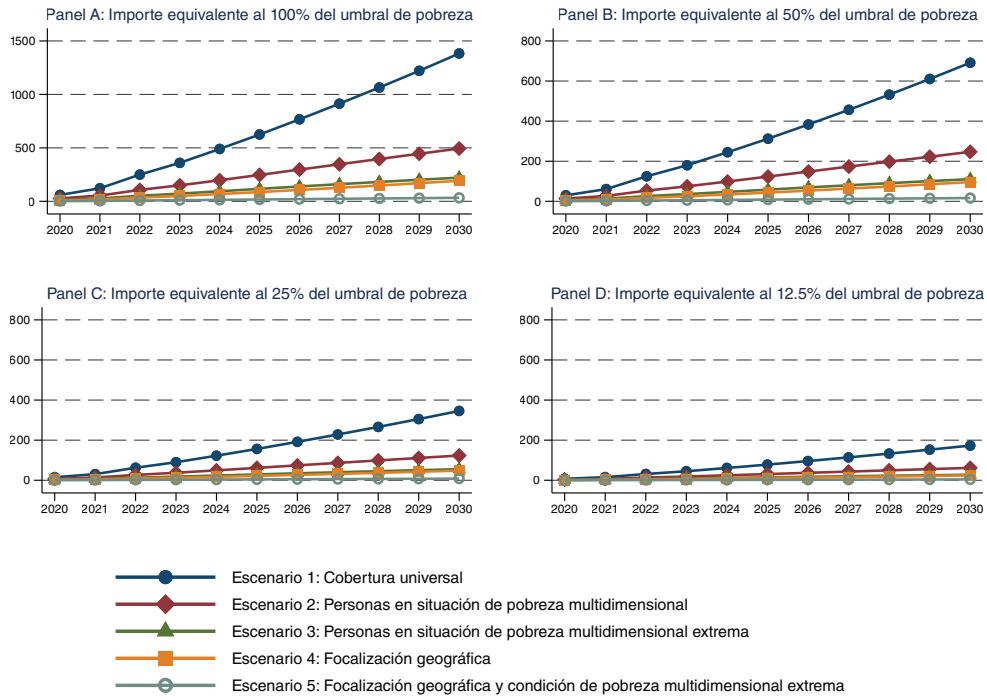 Panel A: Importe equivalente al 100% del umbral de pobreza
1500
1000
500
0
2020 2021 2022 2023 2024 2025 2026 2027 2028 2029 2030
Panel B: Importe equivalente al 50% del umbral de pobreza
800
600
400
200
0
2020 2021 2022 2023 2024 2025 2026 2027 2028 2029 2030
Panel C: Importe equivalente al 25% del umbral de pobreza
800
600
400
200
0
2020 2021 2022 2023 2024 2025 2026 2027 2028 2029 2030
Panel D: Importe equivalente al 12.5% del umbral de pobreza
800
600
400
200
0
2020 2021 2022 2023 2024 2025 2026 2027 2028 2029 2030
Escenario 1: Cobertura universal
Escenario 2: Personas en situación de pobreza multidimensional
Escenario 3: Personas en situación de pobreza multidimensional extrema
Escenario 4: Focalización geográfica
Escenario 5: Focalización geográfica y condición de pobreza multidimensional extrema